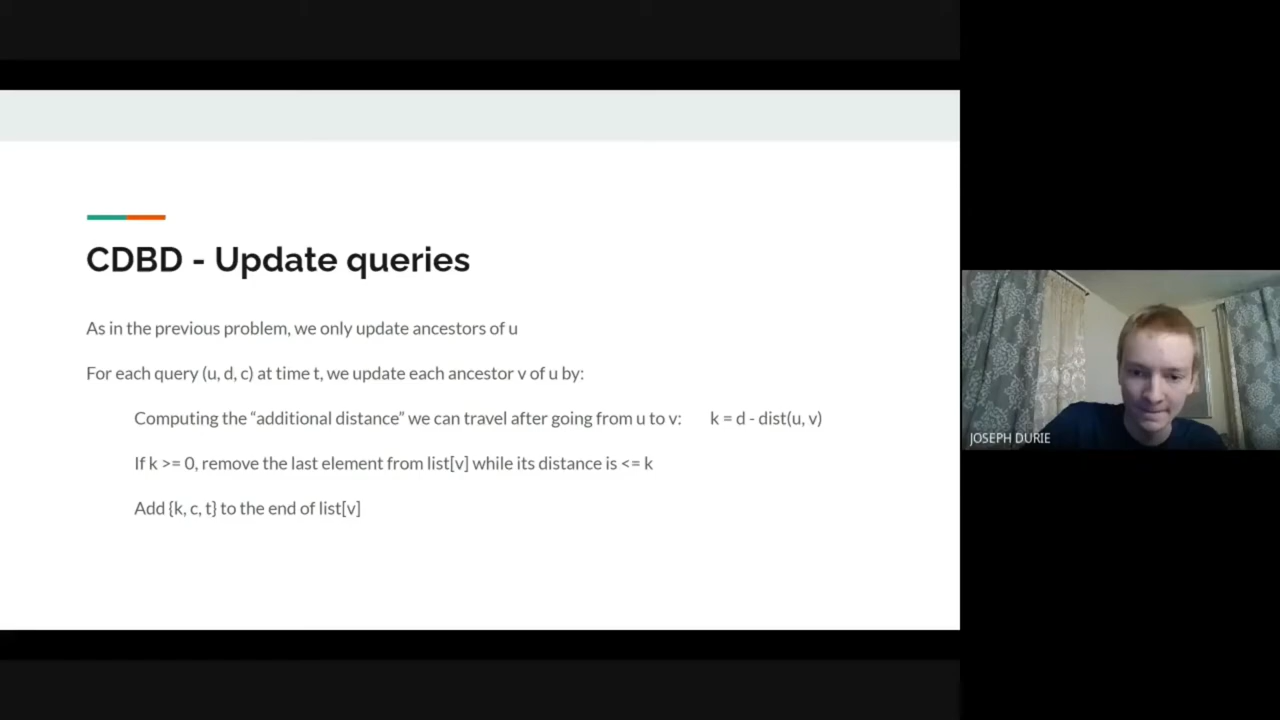 CDBD - Update queries
As in the previous problem, we only update ancestors of u
For each query (u, d, c) at time t, we update each ancestor v of u by:
Computing the “additional distance” we can travel after going from u to v: k = d - dist(u, v)
If k >= 0, remove the last element from list[v] while its distance is <= k
Add {k, c, t} to the end of list[v]
JOSEPH DURIE